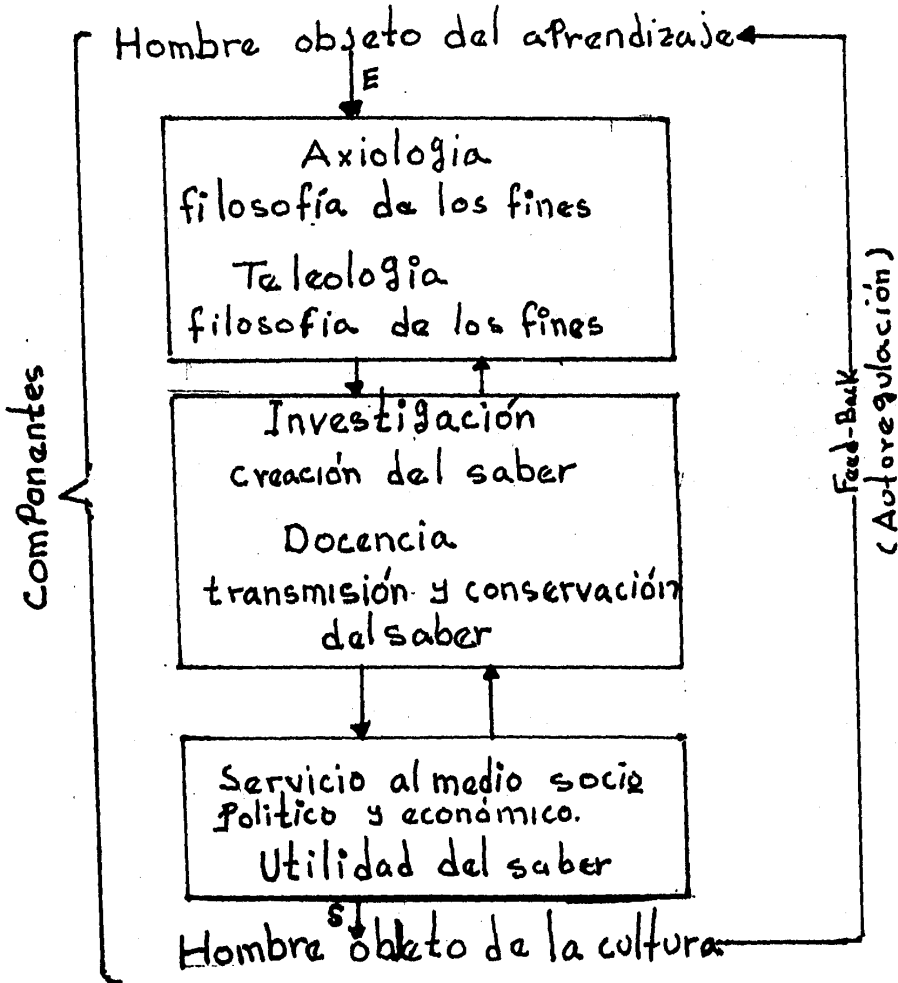 Hombre objeto del aprendizaje
E
Axiologia
filosofía de los fines
Teleologia
filosofia de los fines
Investigación
creación del saber
Docencia
transmisión y conservación
del saber
Servicio al medio socio
Politico y económico.
Utilidad del saber
S
Hombre objeto de la cultura
Componentes
Feed-Back
(Autoregulación)